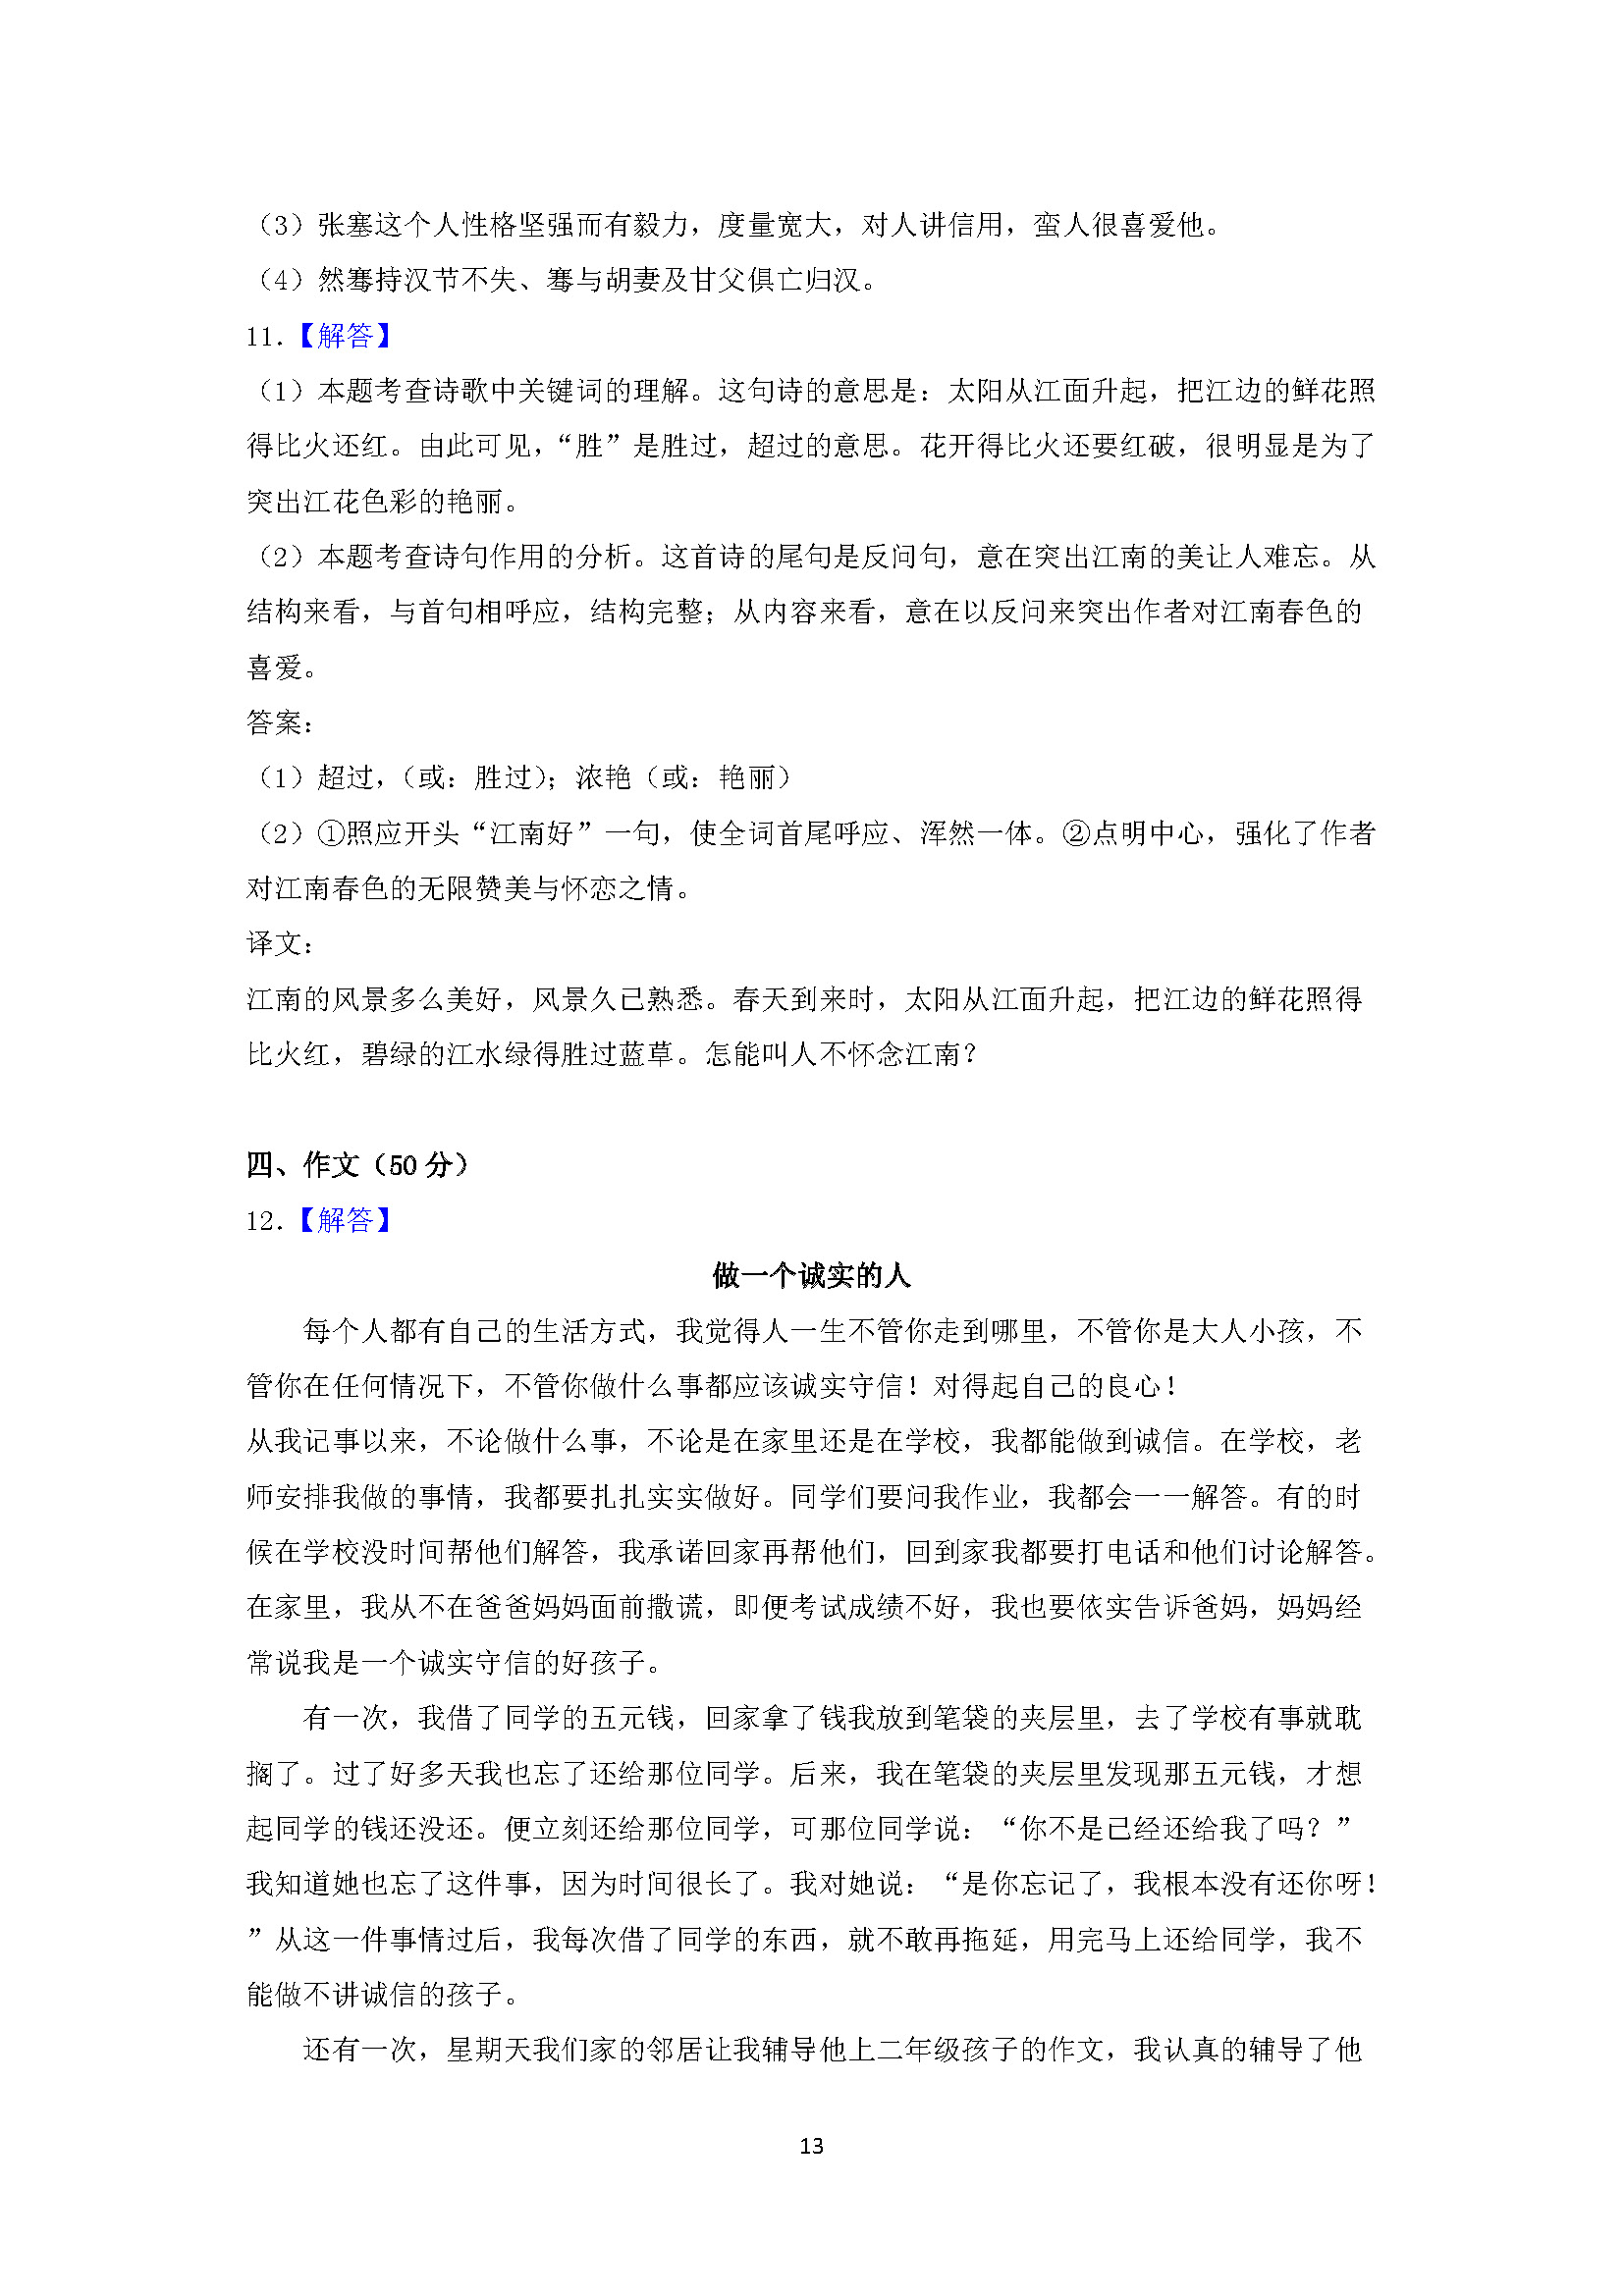 （3）张塞这个人性格坚强而有毅力，度量宽大，对人讲信用，蛮人很喜爱他。
（4）然骞持汉节不失、骞与胡妻及甘父俱亡归汉。
11.【解答】
（1）本题考查诗歌中关键词的理解。这句诗的意思是：太阳从江面升起，把江边的鲜花照
得比火还红。由此可见，“胜”是胜过，超过的意思。花开得比火还要红破，很明显是为了
突出江花色彩的艳丽。
（2）本题考查诗句作用的分析。这首诗的尾句是反问句，意在突出江南的美让人难忘。从
结构来看，与首句相呼应，结构完整；从内容来看，意在以反问来突出作者对江南春色的
喜爱。
答案：
（1）超过，（或：胜过）；浓艳（或：艳丽）
（2）①照应开头“江南好”一句，使全词首尾呼应、浑然一体。②点明中心，强化了作者
对江南春色的无限赞美与怀恋之情。
译文：
江南的风景多么美好，风景久己熟悉。春天到来时，太阳从江面升起，把江边的鲜花照得
比火红，碧绿的江水绿得胜过蓝草。怎能叫人不怀念江南？
四、作文（50 分）
12.【解答】
做一个诚实的人
每个人都有自己的生活方式，我觉得人一生不管你走到哪里，不管你是大人小孩，不
管你在任何情况下，不管你做什么事都应该诚实守信！对得起自己的良心！
从我记事以来，不论做什么事，不论是在家里还是在学校，我都能做到诚信。在学校，老
师安排我做的事情，我都要扎扎实实做好。同学们要问我作业，我都会一一解答。有的时
候在学校没时间帮他们解答，我承诺回家再帮他们，回到家我都要打电话和他们讨论解答。
在家里，我从不在爸爸妈妈面前撒谎，即便考试成绩不好，我也要依实告诉爸妈，妈妈经
常说我是一个诚实守信的好孩子。
有一次，我借了同学的五元钱，回家拿了钱我放到笔袋的夹层里，去了学校有事就耽
搁了。过了好多天我也忘了还给那位同学。后来，我在笔袋的夹层里发现那五元钱，才想
起同学的钱还没还。便立刻还给那位同学，可那位同学说：“你不是已经还给我了吗？”
我知道她也忘了这件事，因为时间很长了。我对她说：“是你忘记了，我根本没有还你呀！
”从这一件事情过后，我每次借了同学的东西，就不敢再拖延，用完马上还给同学，我不
能做不讲诚信的孩子。
还有一次，星期天我们家的邻居让我辅导他上二年级孩子的作文，我认真的辅导了他
13